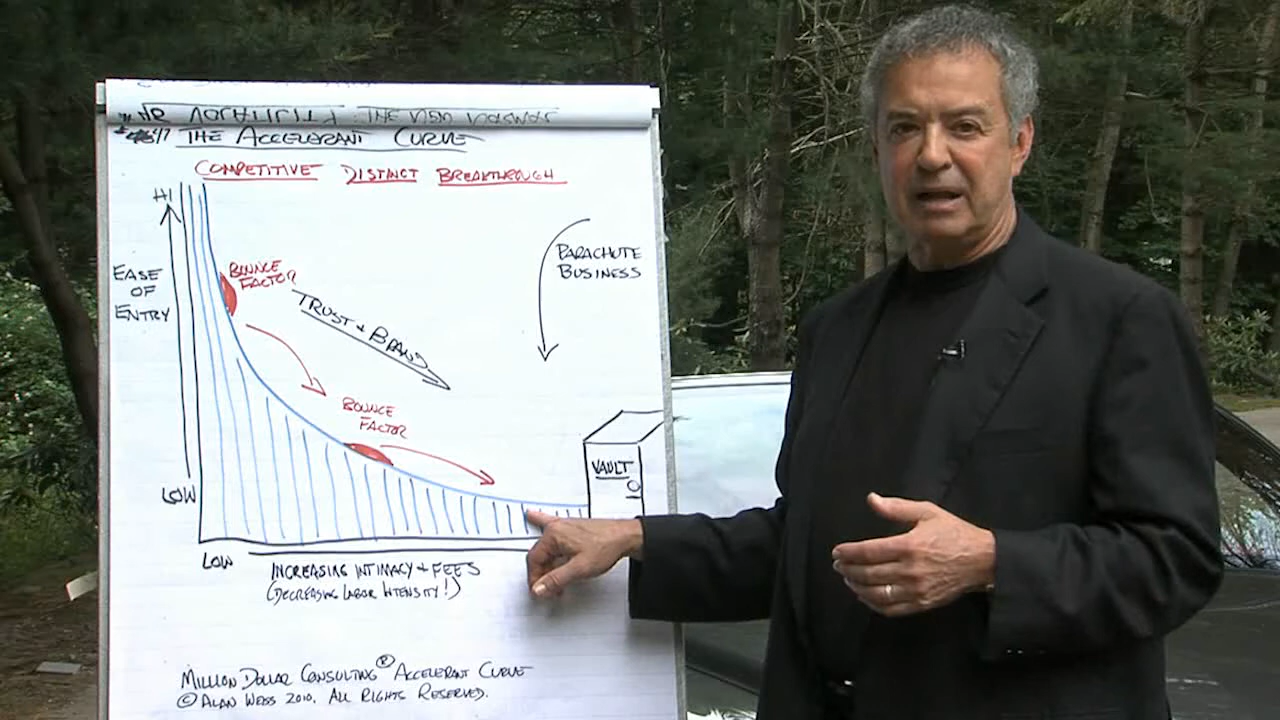 THE ACCELERANT CURVE
COMPETITIVE DISTINCT BREAKTHROUGH
HI
EASE
OF
ENTRY
LOW
BOUNCE
FACTOR
TRUST + BRAND
BOUNCE
FACTOR
PARACHUTE
BUSINESS
VAULT
LOW
INCREASING INTIMACY + FEES
(DECREASING LABOR INTENSITY!)
MILLION DOLLAR CONSULTING® ACCELERANT CURVE
© ALAN WEISS 2010. ALL RIGHTS RESERVED.